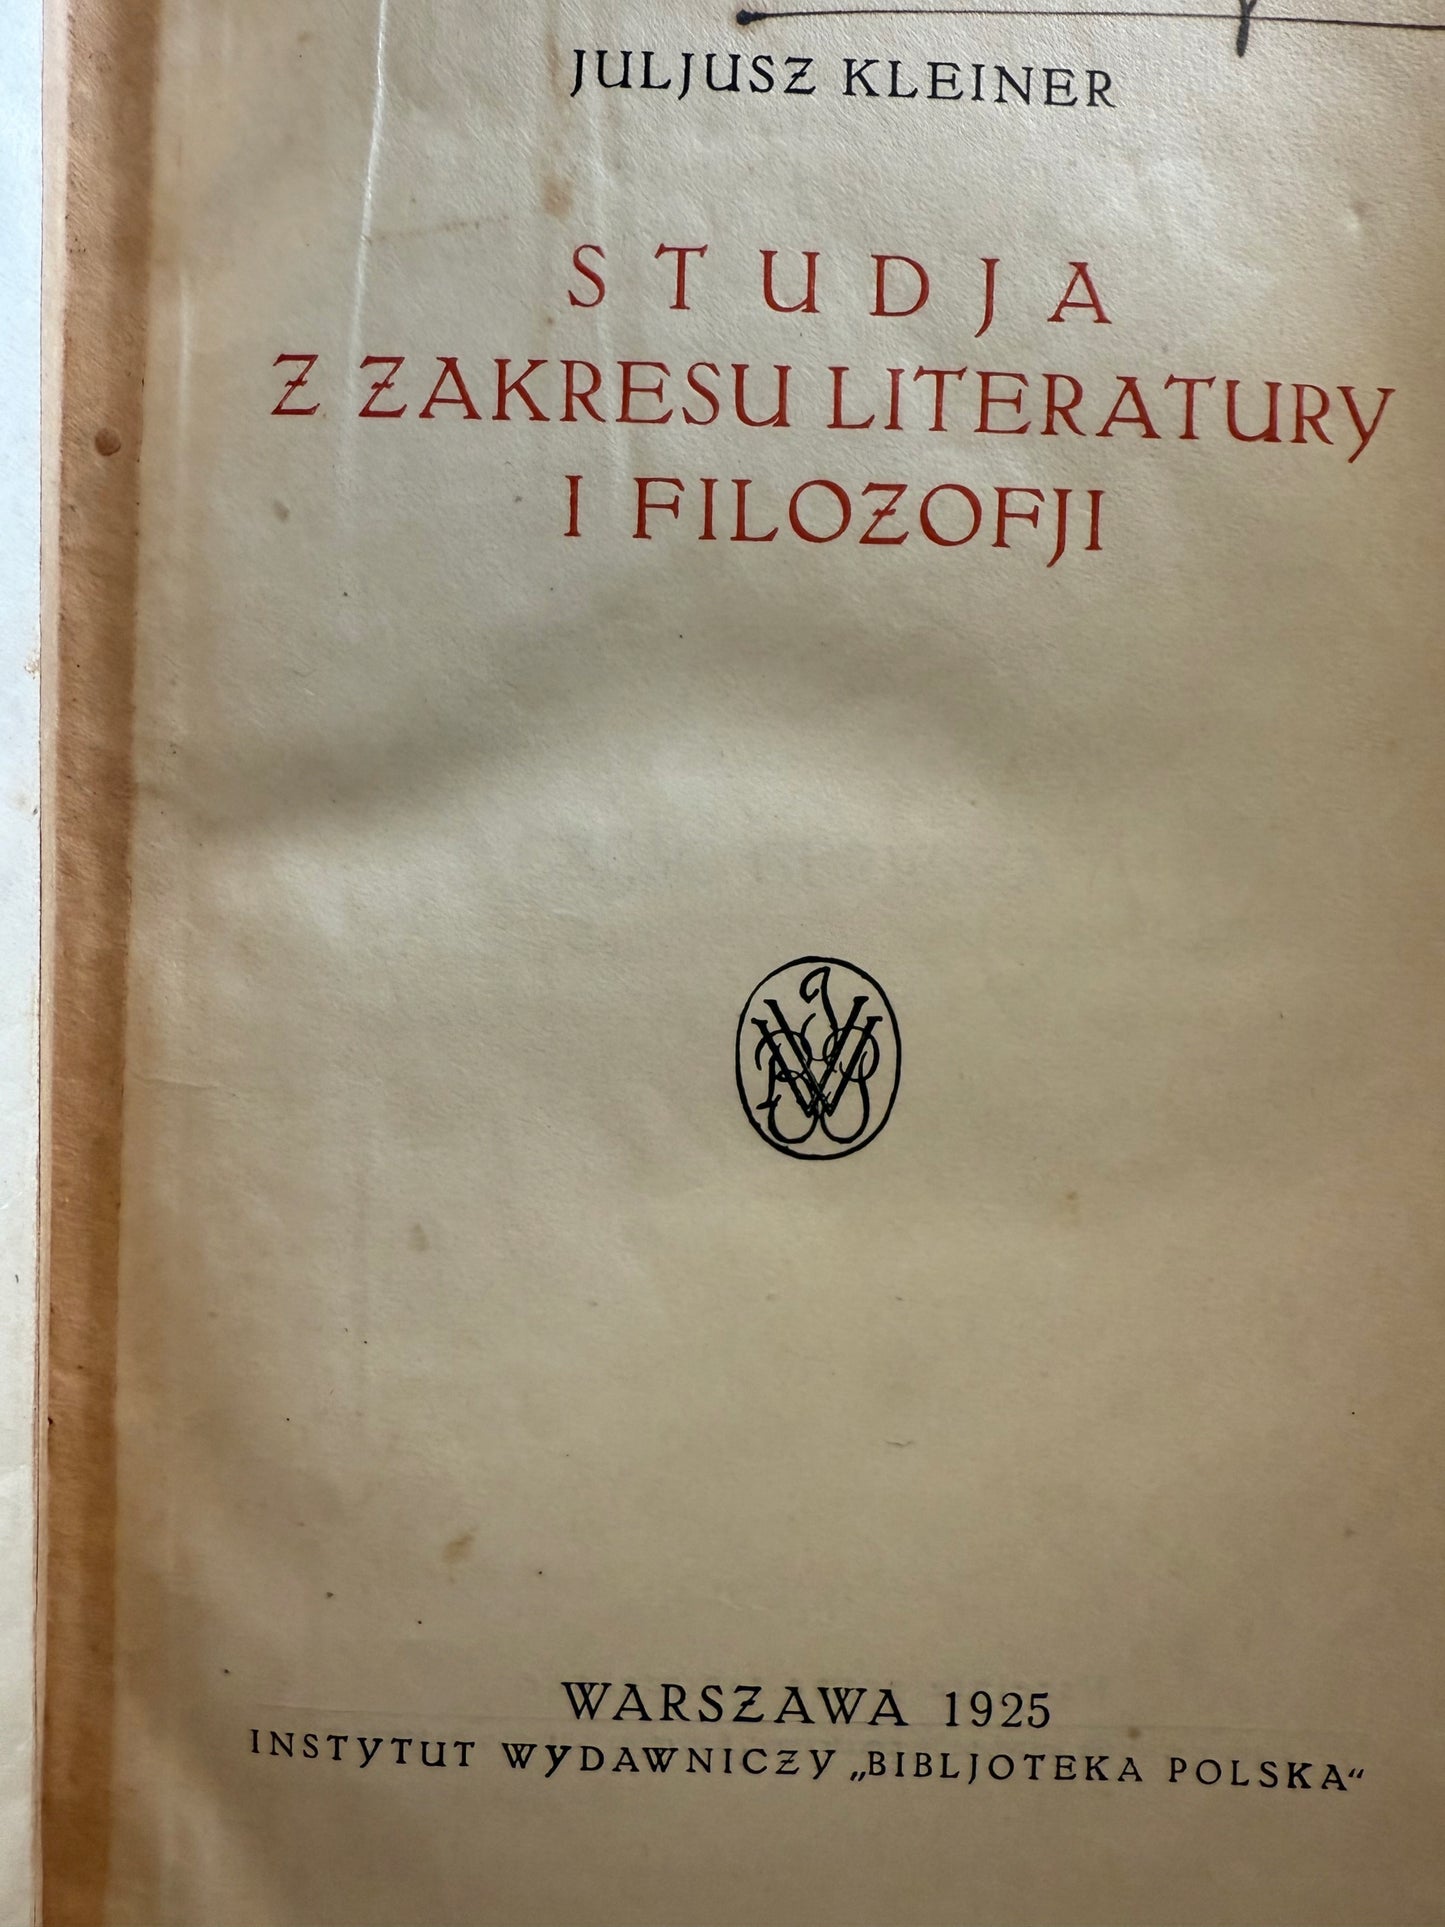 JULJUSZ KLEINER
STUDJA
Z ZAKRESU LITERATURY
I FILOZOFJI
WARSZAWA 1925
INSTYTUT WYDAWNICZY „BIBLJOTEKA POLSKA“